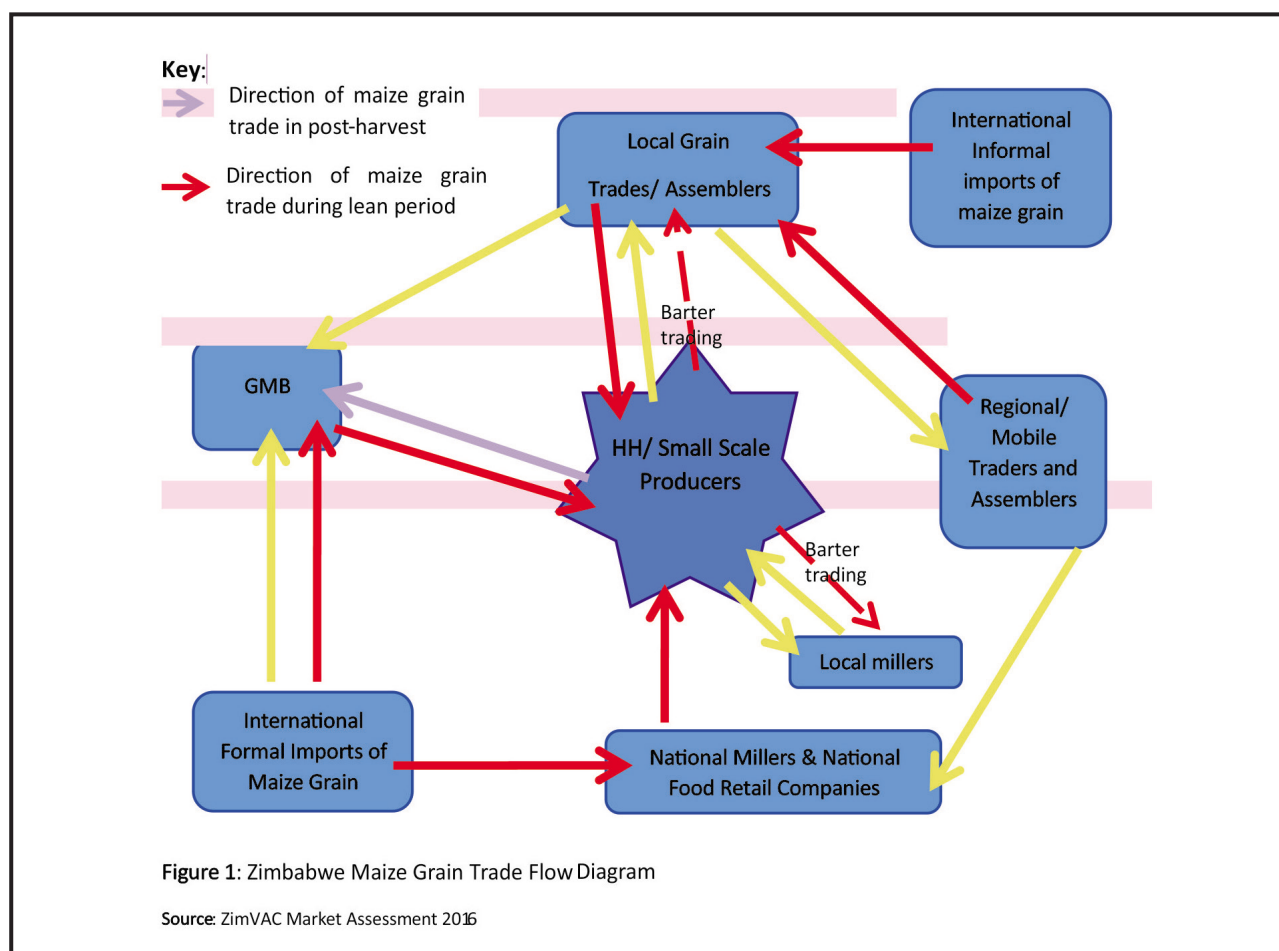 Key:
Direction of maize grain
trade in post-harvest
Direction of maize grain
trade during lean period
Local Grain
Trades/ Assemblers
International
Informal
imports of
maize grain
Barter
trading
GMB
HH/ Small Scale
Producers
Regional/
Mobile
Traders and
Assemblers
Barter
trading
Local millers
International
Formal Imports of
Maize Grain
National Millers & National
Food Retail Companies
Figure 1: Zimbabwe Maize Grain Trade Flow Diagram
Source: ZimVAC Market Assessment 2016